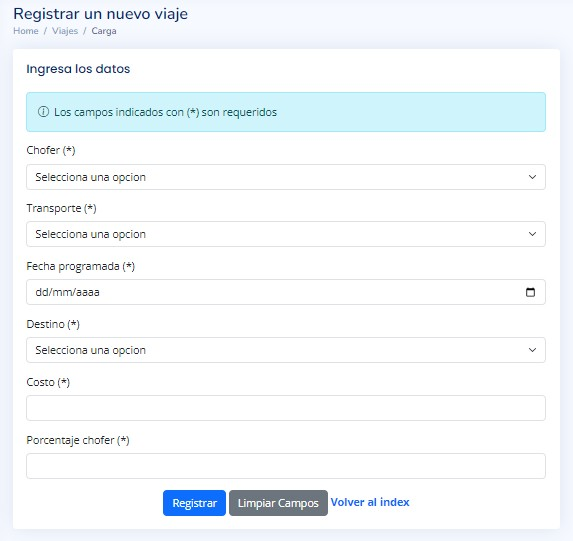 Registrar un nuevo viaje
Home / Viajes / Carga
Ingresa los datos
Los campos indicados con (*) son requeridos
Chofer (*)
Selecciona una opcion
Transporte (*)
Selecciona una opcion
Fecha programada (*)
dd/mm/aaaa
Destino (*)
Selecciona una opcion
Costo (*)
Porcentaje chofer (*)
Registrar Limpiar Campos Volver al index